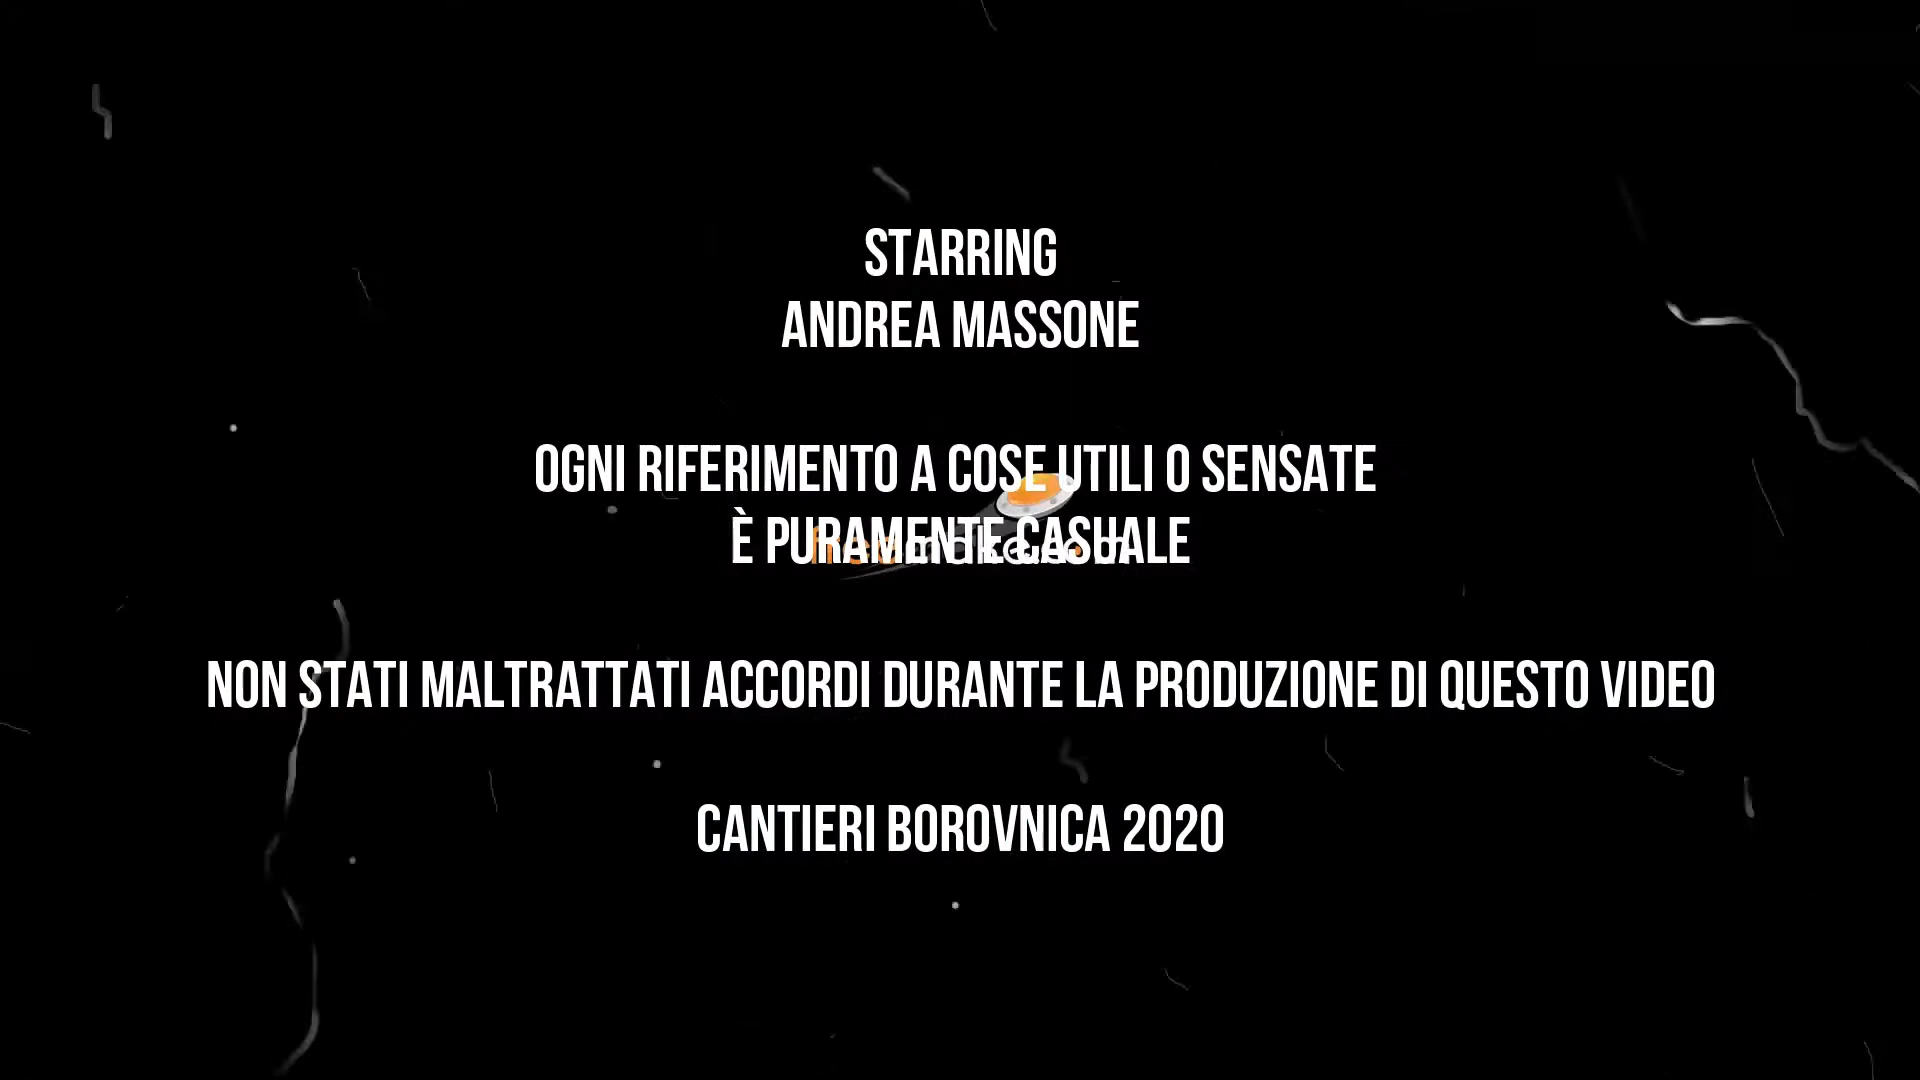 STARRING
ANDREA MASSONE
OGNI RIFERIMENTO A COSE UTILI O SENSATE
È PURAMENTE CASUALE
NON STATI MALTRATTATI ACCORDI DURANTE LA PRODUZIONE DI QUESTO VIDEO
CANTIERI BOROVNICA 2020